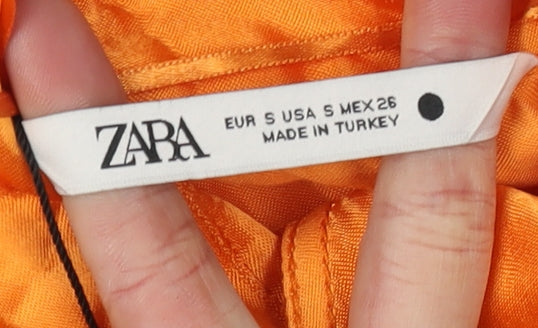 ZARA
EUR S USA S MEX 26
MADE IN TURKEY